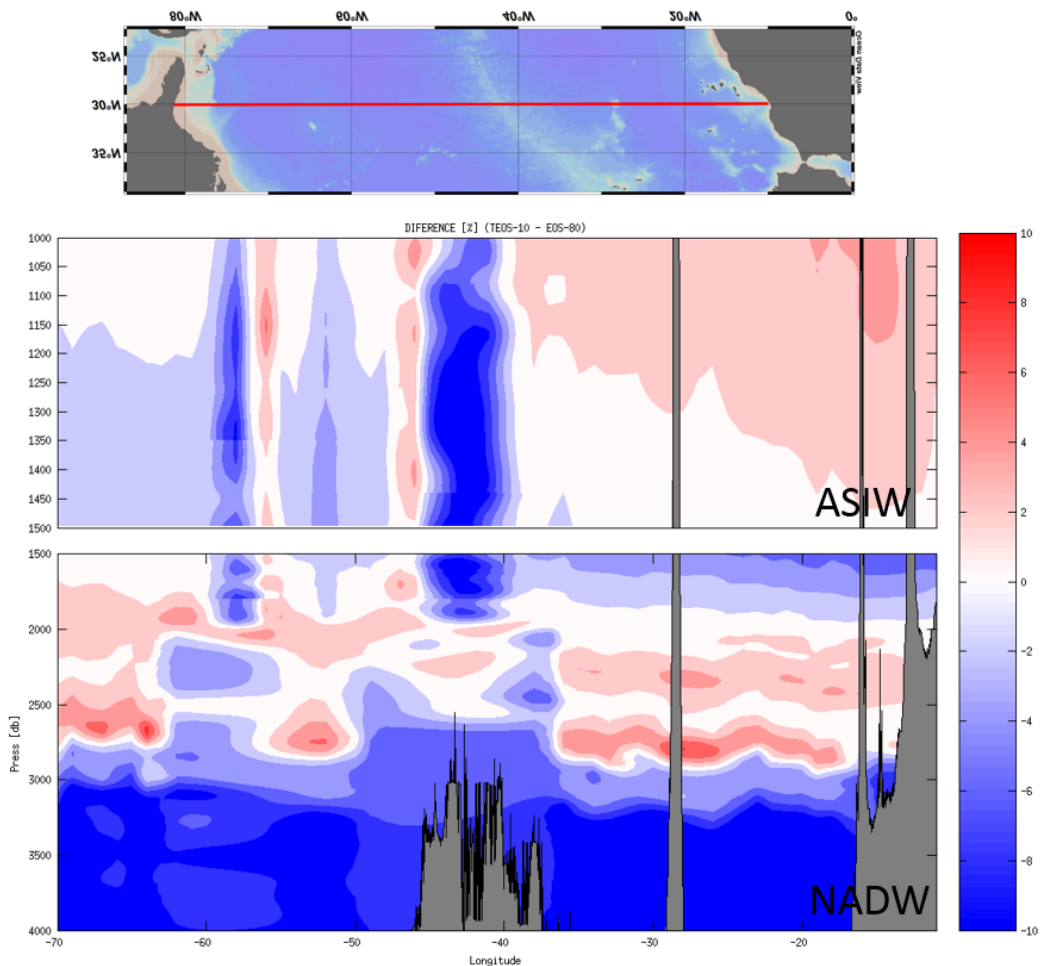 80°W 60°W 40°W 20°W 0°
25°N
30°N
35°N
Ocean Data View
DIFERENCE [%] (TEOS-10 - EOS-80)
1000
1050
1100
1150
1200
1250
1300
1350
1400
1450
1500
ASIW
1500
2000
2500
3000
3500
4000
Press [db]
NADW
-70 -60 -50 -40 -30 -20
Longitude
10
8
6
4
2
0
-2
-4
-6
-8
-10